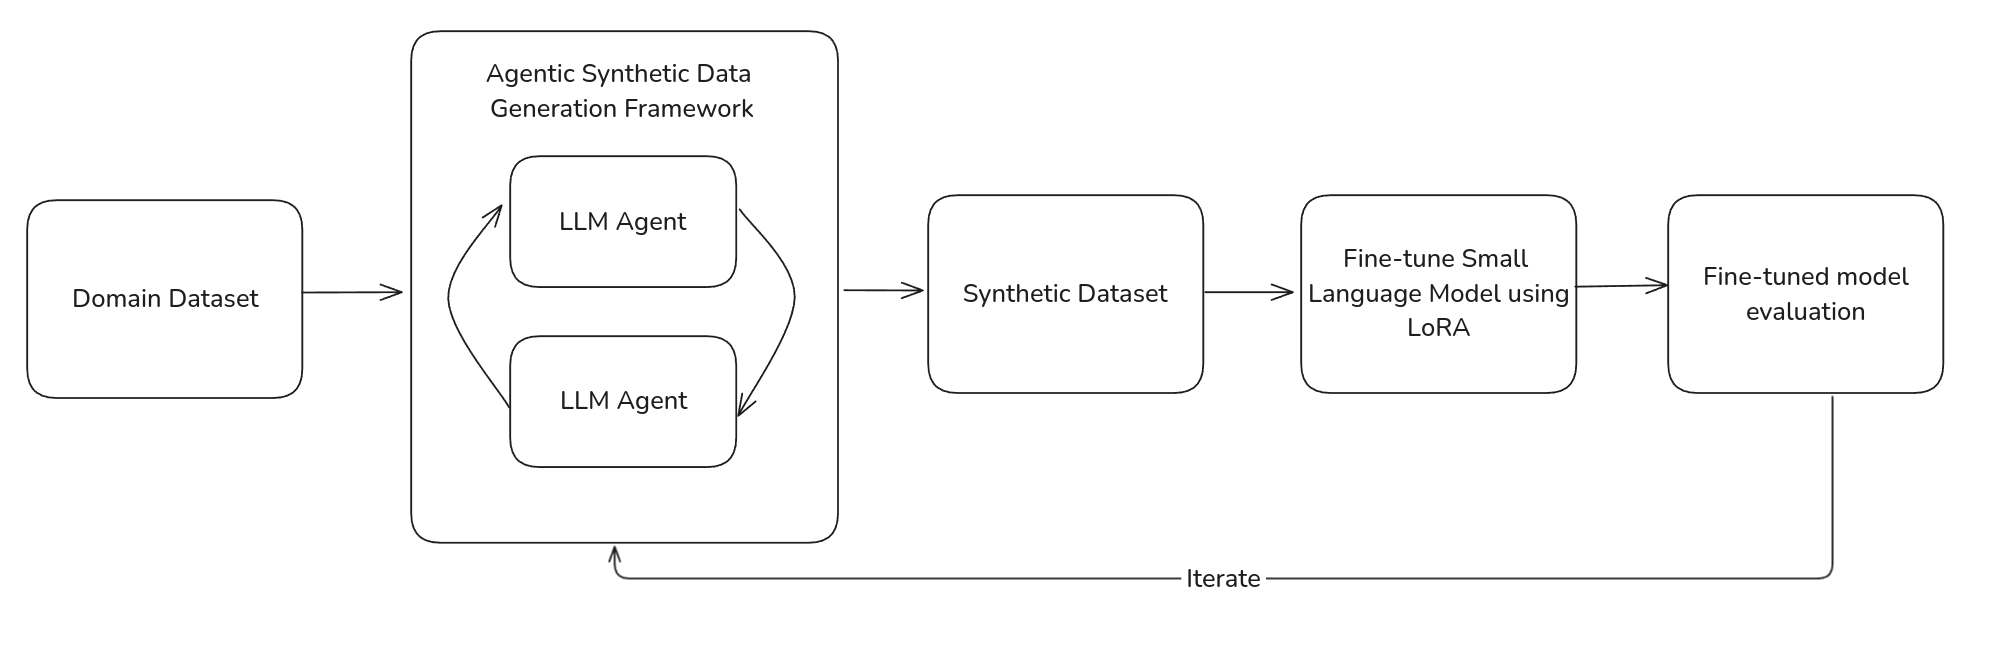 Agentic Synthetic Data
Generation Framework
LLM Agent
LLM Agent
Domain Dataset
Synthetic Dataset
Fine-tune Small
Language Model using
LoRA
Fine-tuned model
evaluation
Iterate